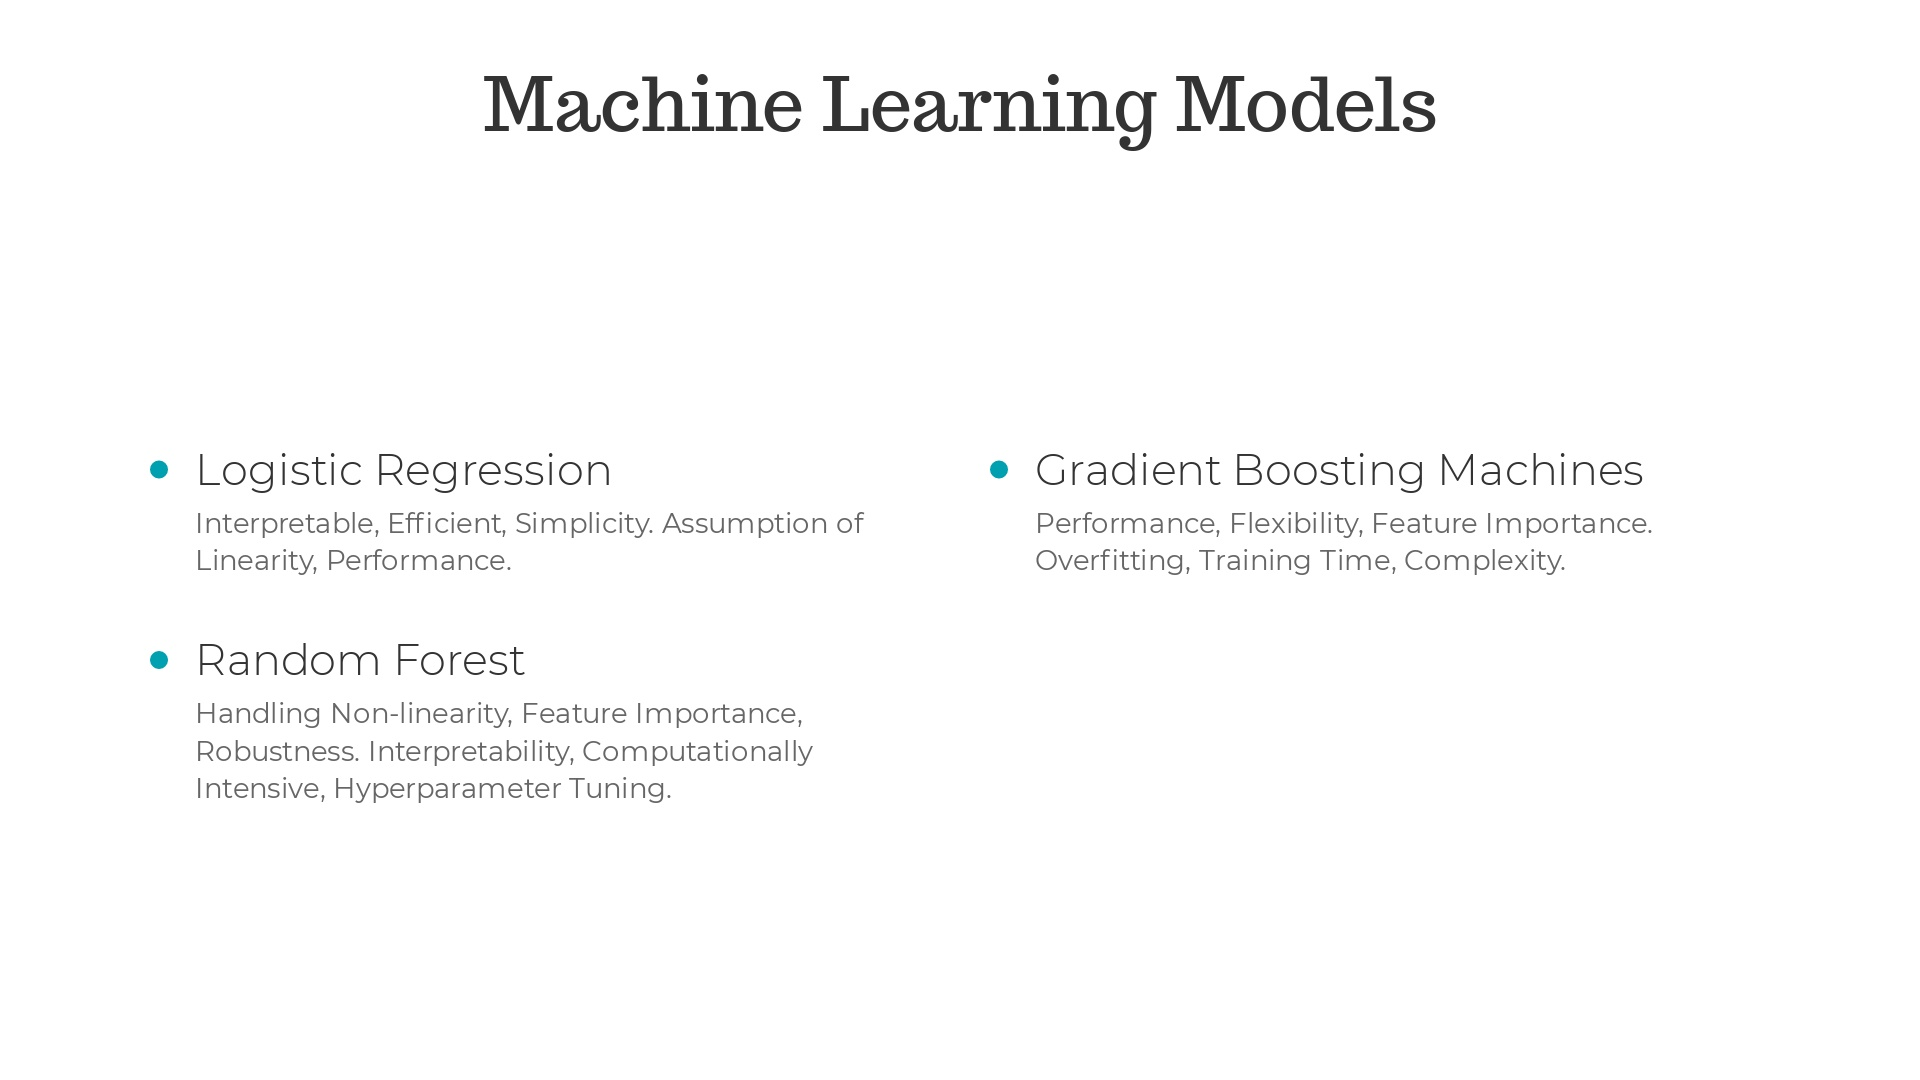 Machine Learning Models
Logistic Regression
Interpretable, Efficient, Simplicity. Assumption of
Linearity, Performance.
Random Forest
Handling Non-linearity, Feature Importance,
Robustness. Interpretability, Computationally
Intensive, Hyperparameter Tuning.
Gradient Boosting Machines
Performance, Flexibility, Feature Importance.
Overfitting, Training Time, Complexity.